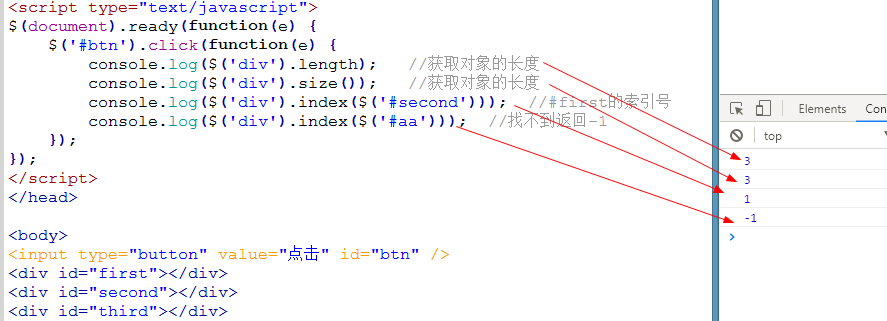 <script type="text/javascript">
$(document).ready(function(e) {
    $('#btn').click(function(e) {
        console.log($('div').length);   //获取对象的长度
        console.log($('div').size());   //获取对象的长度
        console.log($('div').index($('#second')));  //#first的索引号
        console.log($('div').index($('#aa')));  //找不到返回-1
    });
});
</script>
</head>
<body>
<input type="button" value="点击" id="btn" />
<div id="first"></div>
<div id="second"></div>
<div id="third"></div>
Elements Con
top
3
3
1
-1